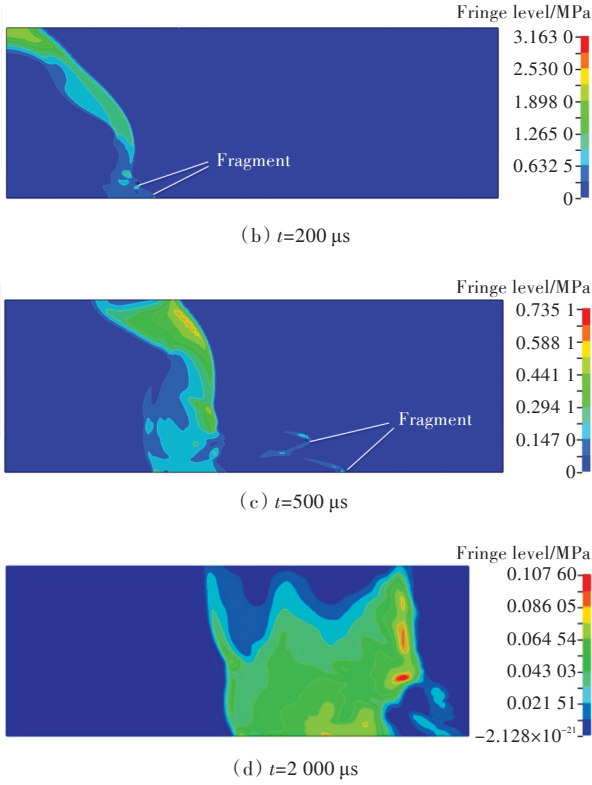 Fringe level/MPa
3.163 0
2.530 0
1.898 0
1.265 0
0.632 5
0
Fragment
(b) t=200 μs
Fringe level/MPa
0.735 1
0.588 1
0.441 1
0.294 1
0.147 0
0
Fragment
(c) t=500 μs
Fringe level/MPa
0.107 60
0.086 05
0.064 54
0.043 03
0.021 51
−2.128×10⁻²¹
(d) t=2 000 μs